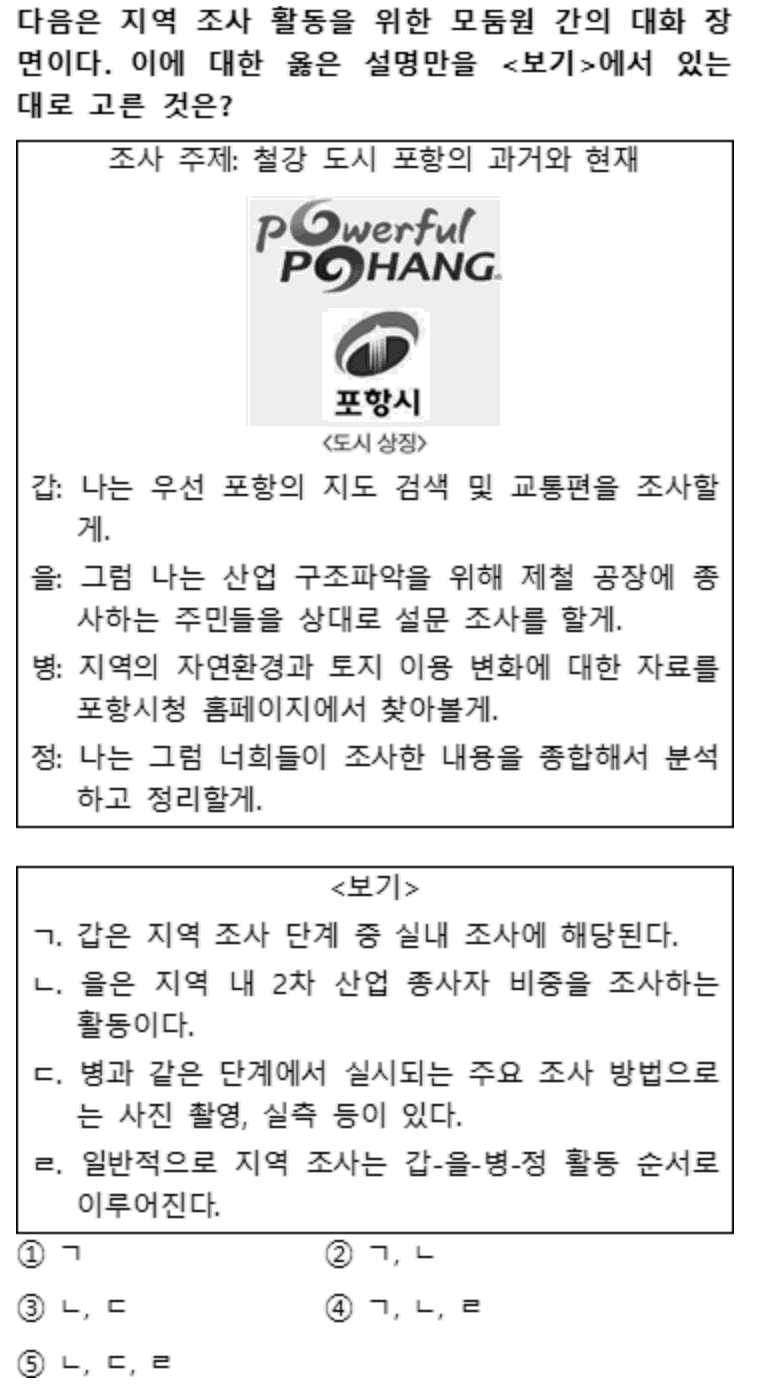 다음은 지역 조사 활동을 위한 모둠원 간의 대화 장
면이다. 이에 대한 옳은 설명만을 <보기>에서 있는
대로 고른 것은?
조사 주제: 철강 도시 포항의 과거와 현재
powerful
POHANG
포항시
<도시 상징>
갑: 나는 우선 포항의 지도 검색 및 교통편을 조사할
게.
을: 그럼 나는 산업 구조파악을 위해 제철 공장에 종
사하는 주민들을 상대로 설문 조사를 할게.
병: 지역의 자연환경과 토지 이용 변화에 대한 자료를
포항시청 홈페이지에서 찾아볼게.
정: 나는 그럼 너희들이 조사한 내용을 종합해서 분석
하고 정리할게.
<보기>
ㄱ. 갑은 지역 조사 단계 중 실내 조사에 해당된다.
ㄴ. 을은 지역 내 2차 산업 종사자 비중을 조사하는
활동이다.
ㄷ. 병과 같은 단계에서 실시되는 주요 조사 방법으로
는 사진 촬영, 실측 등이 있다.
ㄹ. 일반적으로 지역 조사는 갑-을-병-정 활동 순서로
이루어진다.
① ㄱ ② ㄱ, ㄴ
③ ㄴ, ㄷ ④ ㄱ, ㄴ, ㄹ
⑤ ㄴ, ㄷ, ㄹ